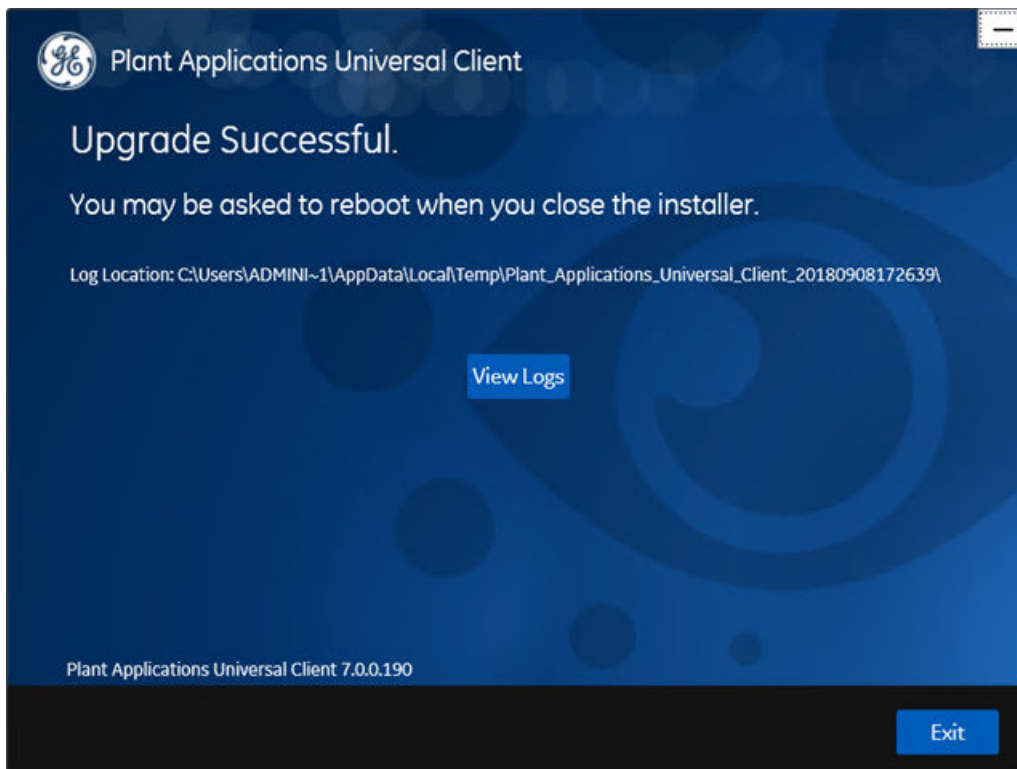 GE
Plant Applications Universal Client
Upgrade Successful.
You may be asked to reboot when you close the installer.
Log Location: C:\Users\ADMINI~1\AppData\Local\Temp\Plant_Applications_Universal_Client_20180908172639\
View Logs
Plant Applications Universal Client 7.0.0.190
Exit